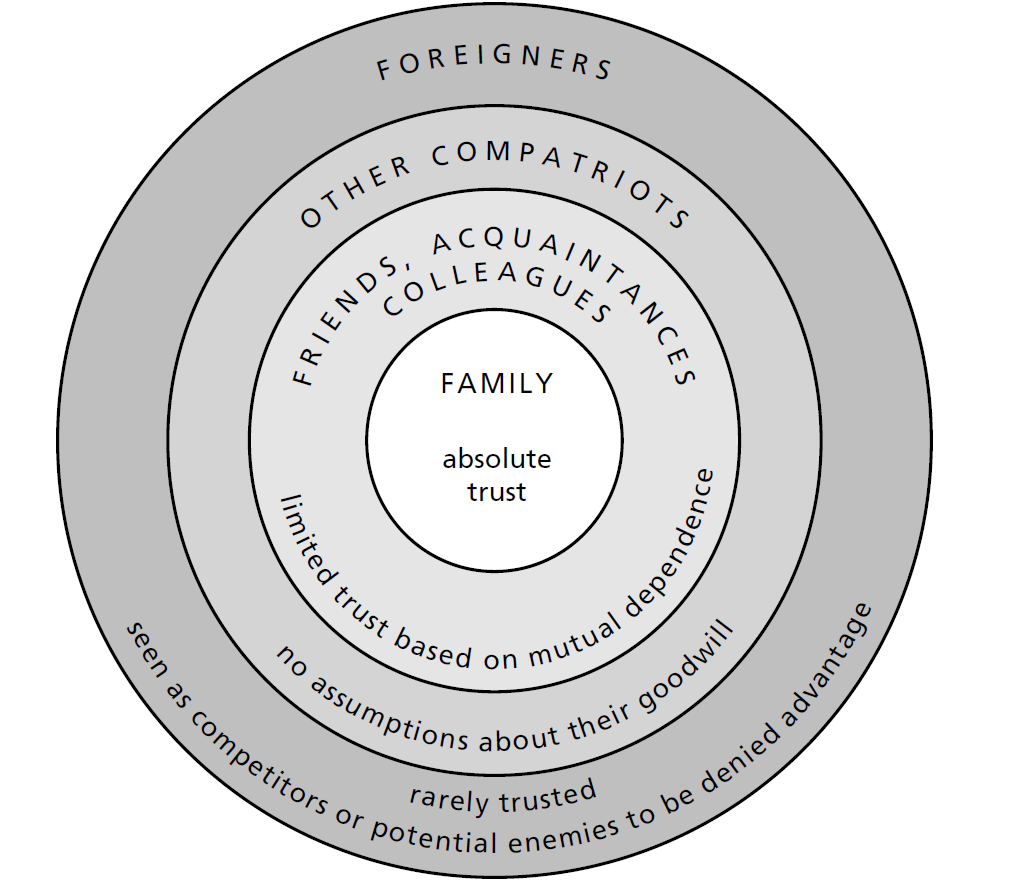 FOREIGNERS
OTHER COMPATRIOTS
FRIENDS, ACQUAINTANCES
COLLEAGUES
FAMILY
absolute
trust
limited trust based on mutual dependence
no assumptions about their goodwill
rarely trusted
seen as competitors or potential enemies to be denied advantage